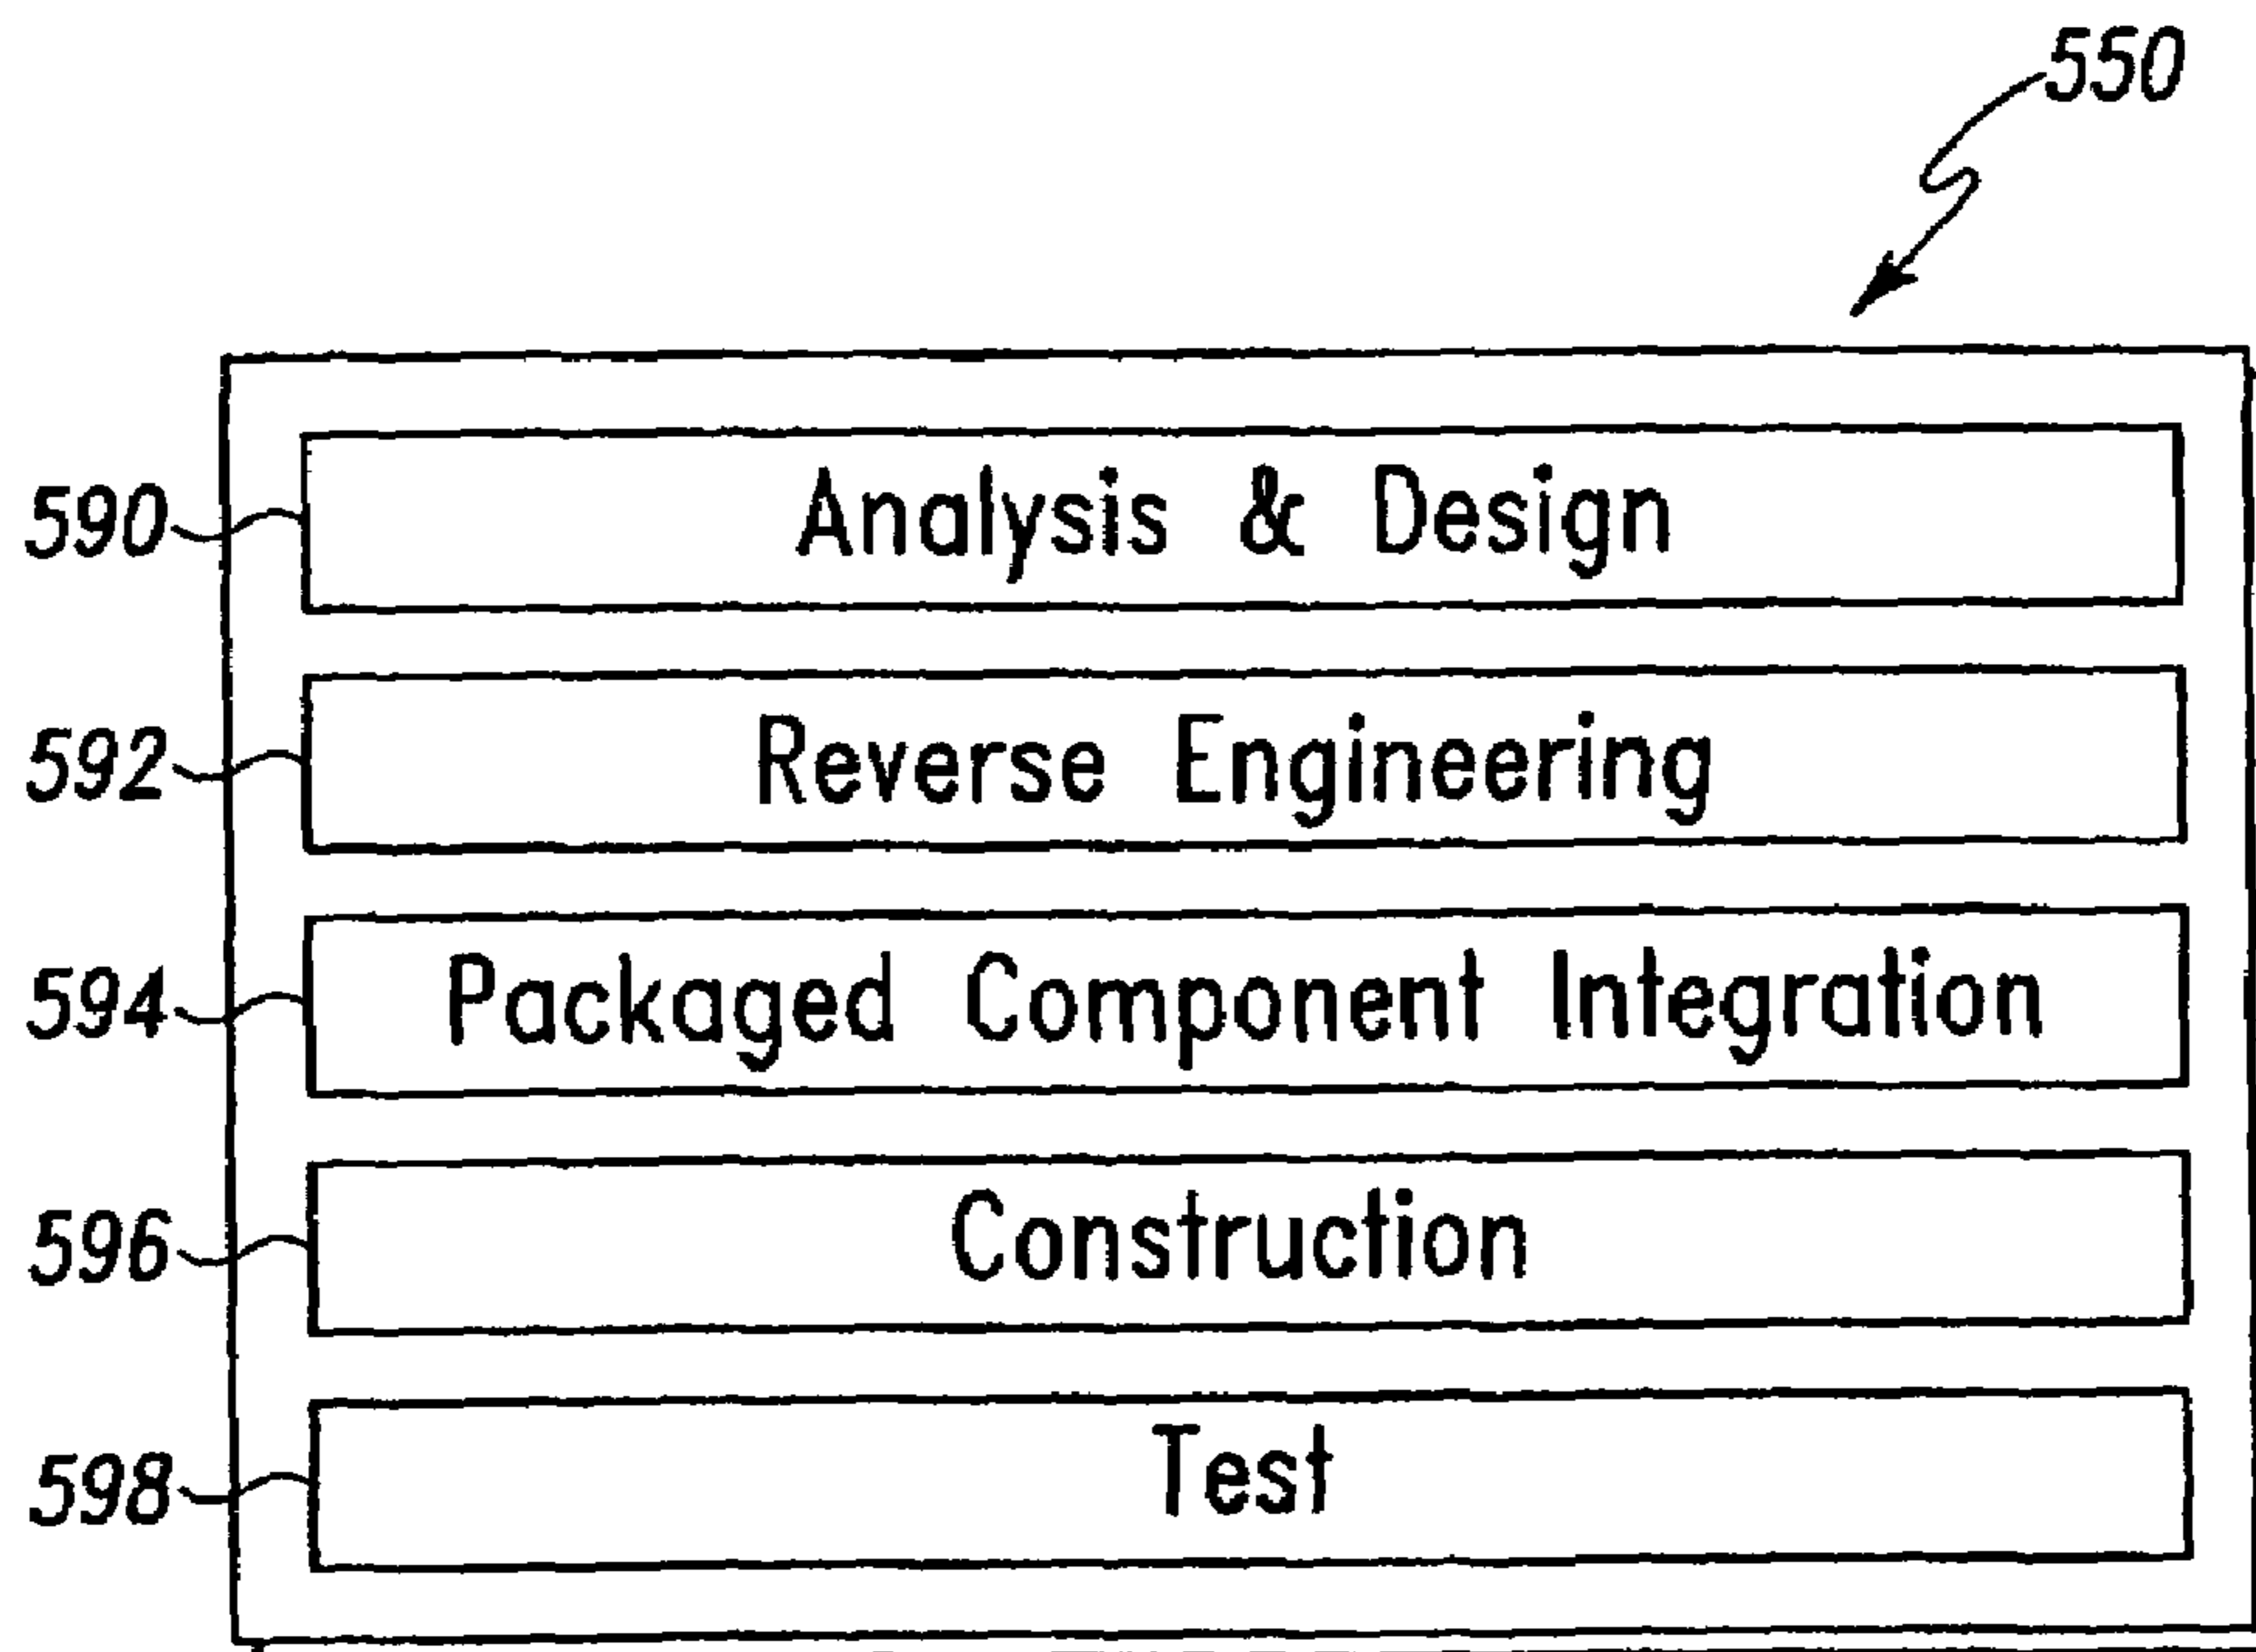 550
590 Analysis & Design
592 Reverse Engineering
594 Packaged Component Integration
596 Construction
598 Test